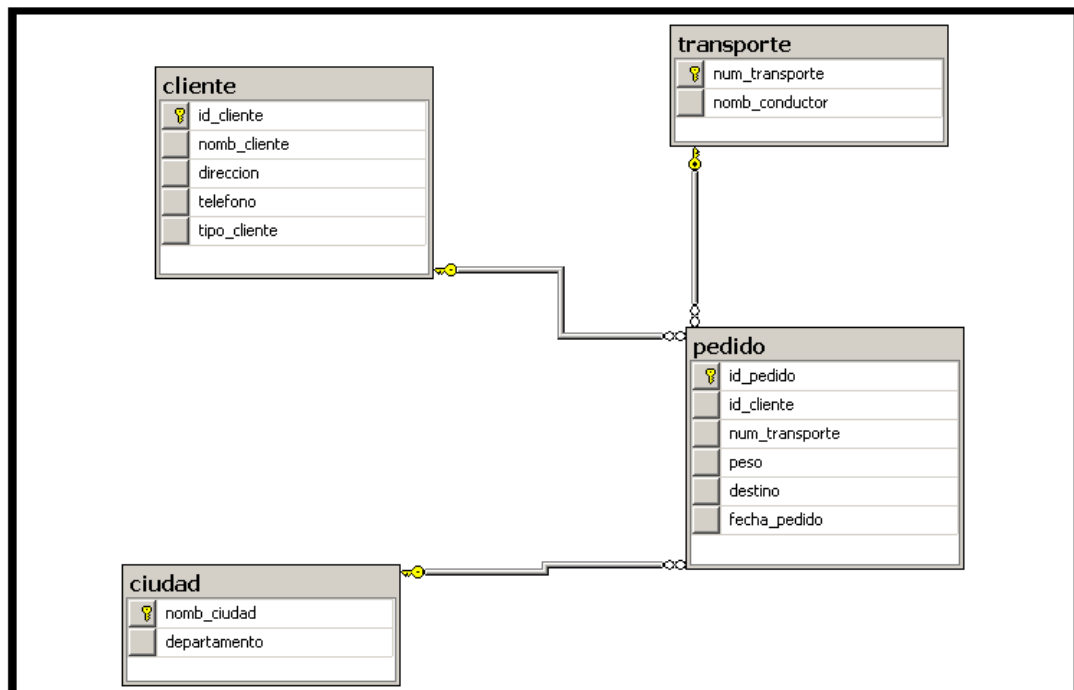 transporte
num_transporte
nomb_conductor
cliente
id_cliente
nomb_cliente
direccion
telefono
tipo_cliente
pedido
id_pedido
id_cliente
num_transporte
peso
destino
fecha_pedido
ciudad
nomb_ciudad
departamento